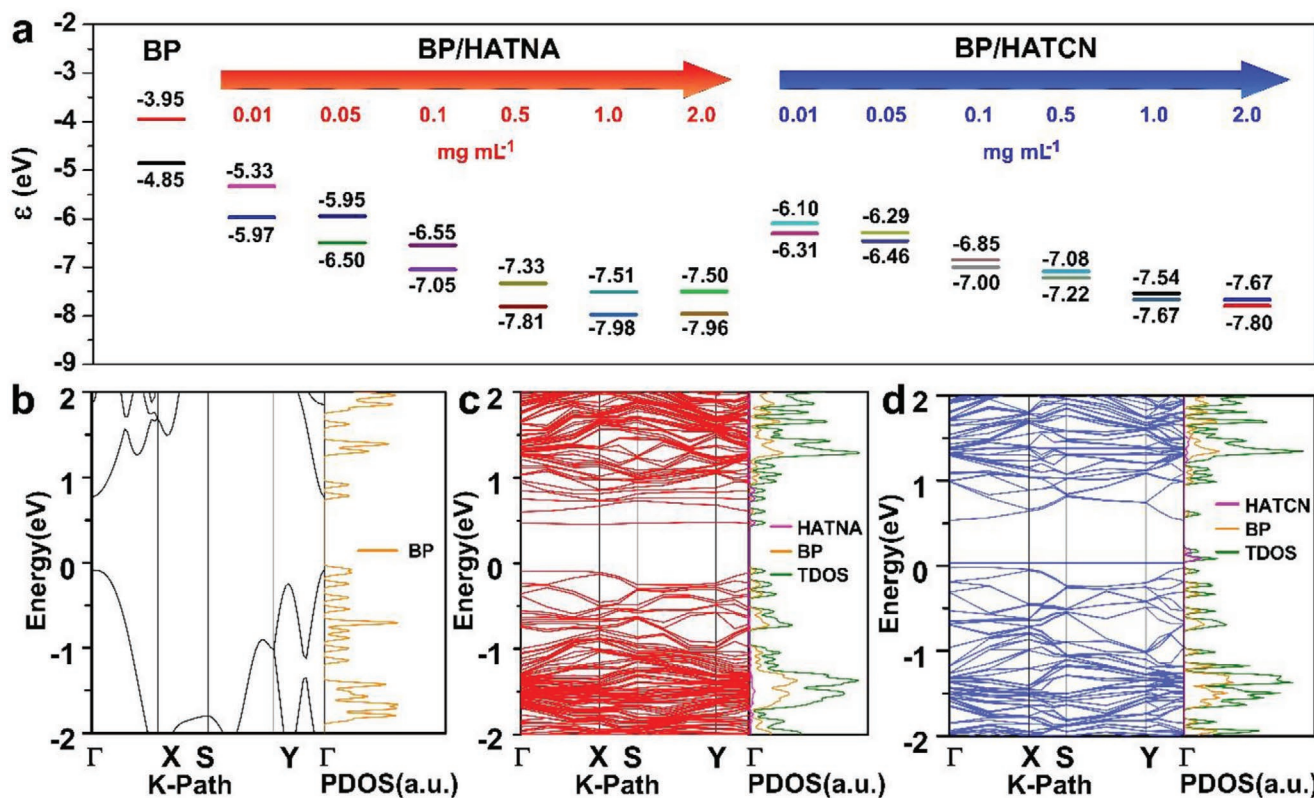 a
BP
BP/HATNA
BP/HATCN
0.01 0.05 0.1 0.5 1.0 2.0
mg mL-1
0.01 0.05 0.1 0.5 1.0 2.0
mg mL-1
ε (eV)
-2
-3
-4
-5
-6
-7
-8
-9
-3.95
-4.85
-5.33
-5.97
-5.95
-6.50
-6.55
-7.05
-7.33
-7.81
-7.51
-7.98
-7.50
-7.96
-6.10
-6.31
-6.29
-6.46
-6.85
-7.00
-7.08
-7.22
-7.54
-7.67
-7.67
-7.80
b
Energy(eV)
2
1
0
-1
-2
BP
Γ X S Y Γ
K-Path PDOS(a.u.)
c
Energy(eV)
2
1
0
-1
-2
HATNA
BP
TDOS
Γ X S Y Γ
K-Path PDOS(a.u.)
d
Energy(eV)
2
1
0
-1
-2
HATCN
BP
TDOS
Γ X S Y Γ
K-Path PDOS(a.u.)